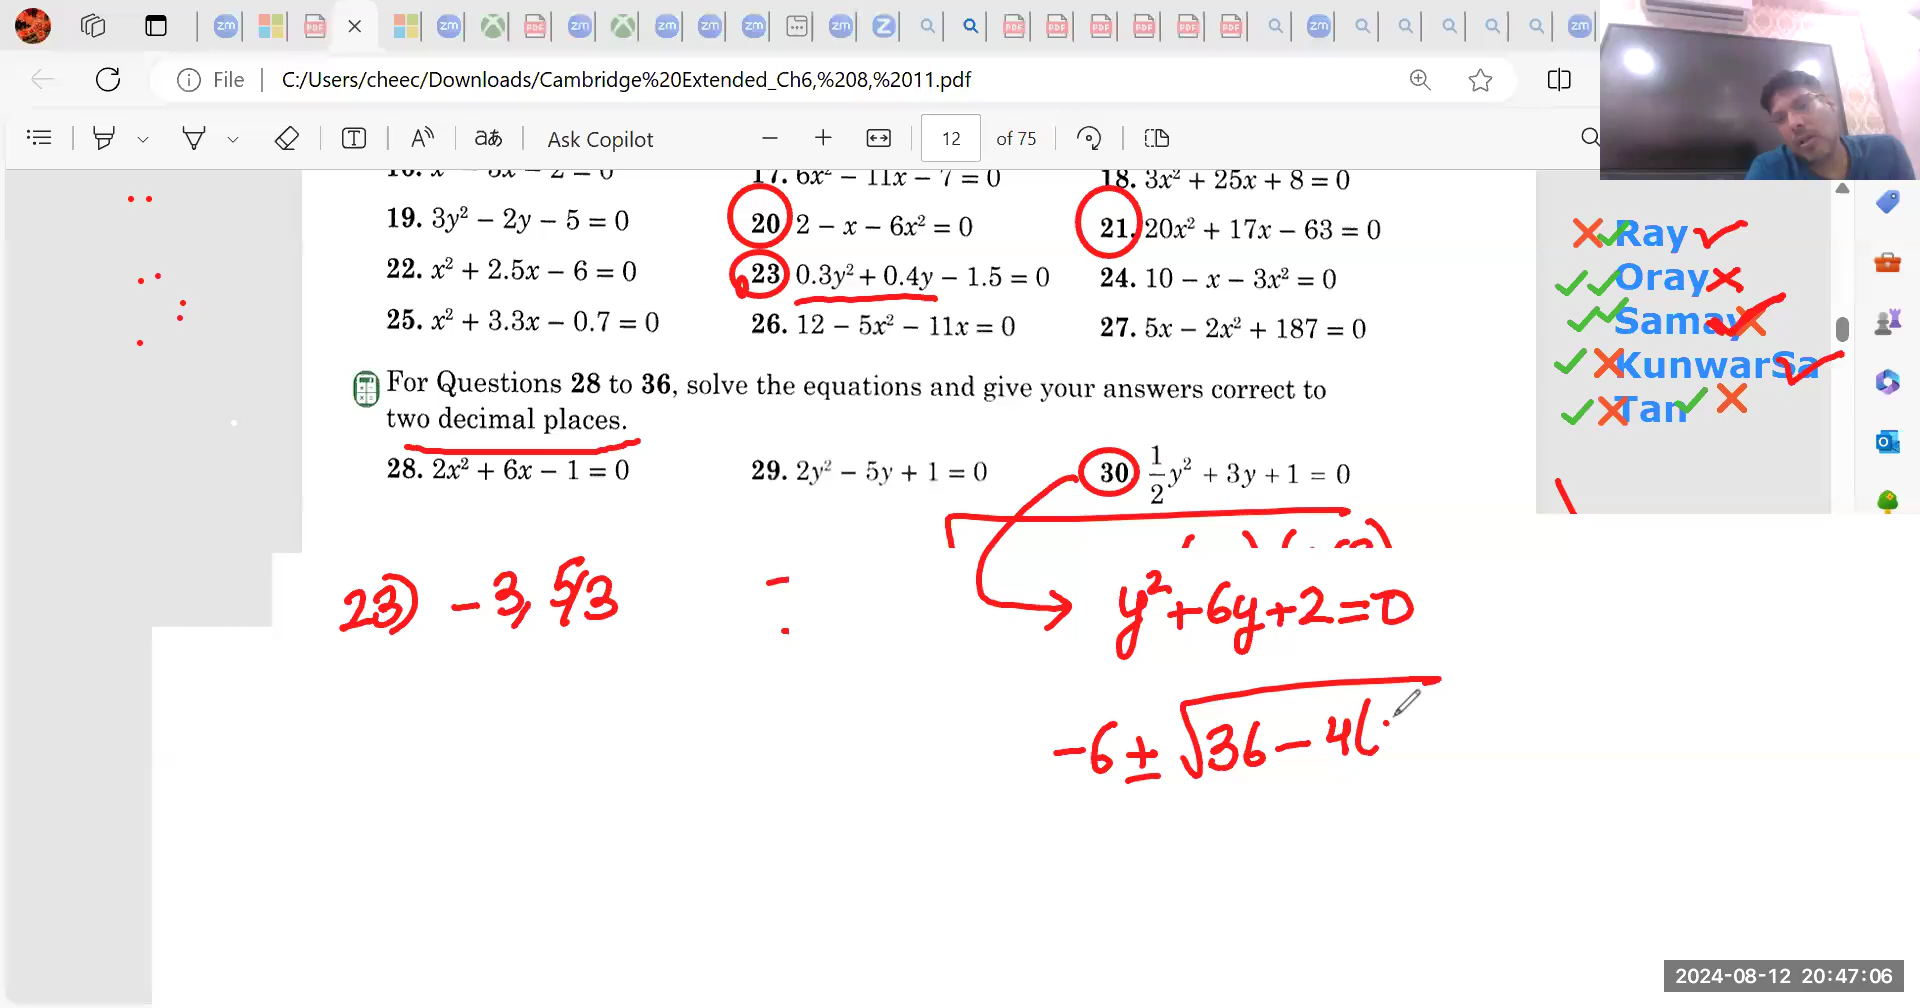 File C:/Users/cheec/Downloads/Cambridge%20Extended_Ch6,%208,%2011.pdf
Ask Copilot 12 of 75
17. 6x² − 11x − 7 = 0 18. 3x² + 25x + 8 = 0
19. 3y² − 2y − 5 = 0 20 2 − x − 6x² = 0 21. 20x² + 17x − 63 = 0
22. x² + 2.5x − 6 = 0 23 0.3y² + 0.4y − 1.5 = 0 24. 10 − x − 3x² = 0
25. x² + 3.3x − 0.7 = 0 26. 12 − 5x² − 11x = 0 27. 5x − 2x² + 187 = 0
For Questions 28 to 36, solve the equations and give your answers correct to
two decimal places.
28. 2x² + 6x − 1 = 0 29. 2y² − 5y + 1 = 0 30 1/2 y² + 3y + 1 = 0
Ray
Oray
Samay
KunwarSa
Tan
23) −3, 5/3
y² + 6y + 2 = 0
−6 ± √36 − 4(
2024-08-12 20:47:06